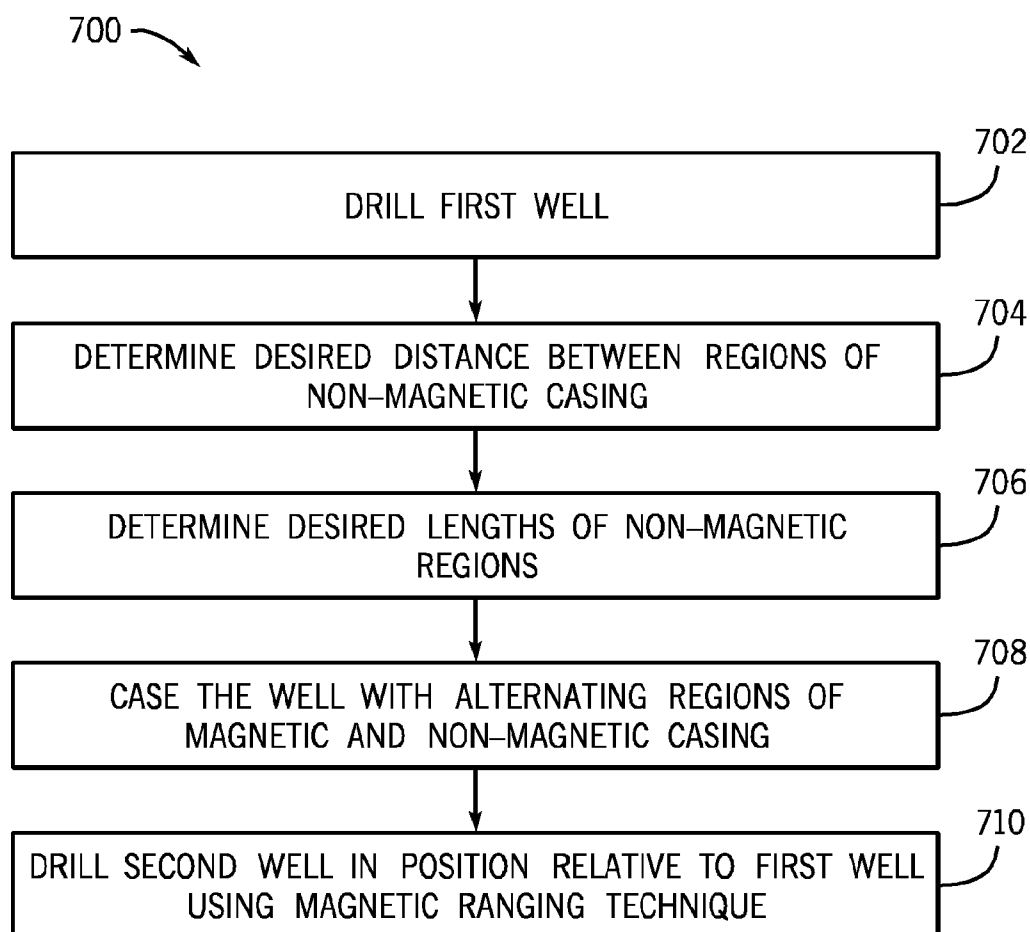 700
702
DRILL FIRST WELL
704
DETERMINE DESIRED DISTANCE BETWEEN REGIONS OF
NON–MAGNETIC CASING
706
DETERMINE DESIRED LENGTHS OF NON–MAGNETIC
REGIONS
708
CASE THE WELL WITH ALTERNATING REGIONS OF
MAGNETIC AND NON–MAGNETIC CASING
710
DRILL SECOND WELL IN POSITION RELATIVE TO FIRST WELL
USING MAGNETIC RANGING TECHNIQUE